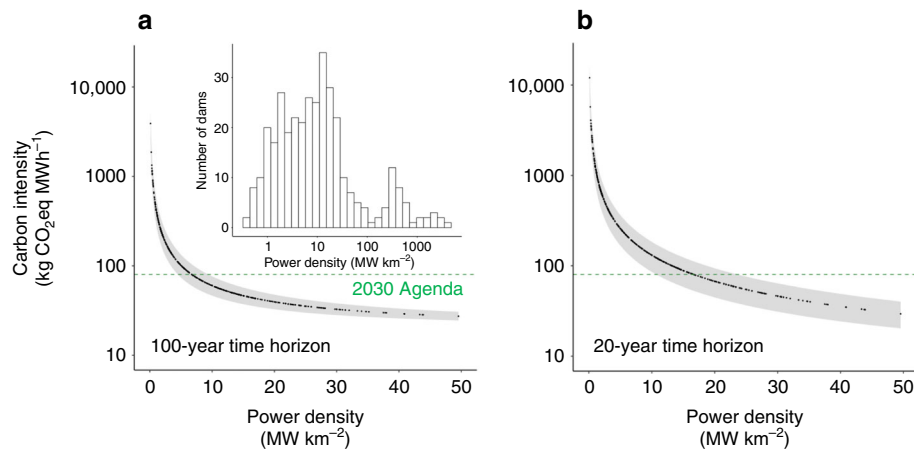 a
b
Carbon intensity
(kg CO₂eq MWh⁻¹)
10,000
1000
100
10
0
10
20
30
40
50
Power density
(MW km⁻²)
100-year time horizon
2030 Agenda
Number of dams
30
20
10
0
1
10
100
1000
Power density (MW km⁻²)
10,000
1000
100
10
0
10
20
30
40
50
Power density
(MW km⁻²)
20-year time horizon